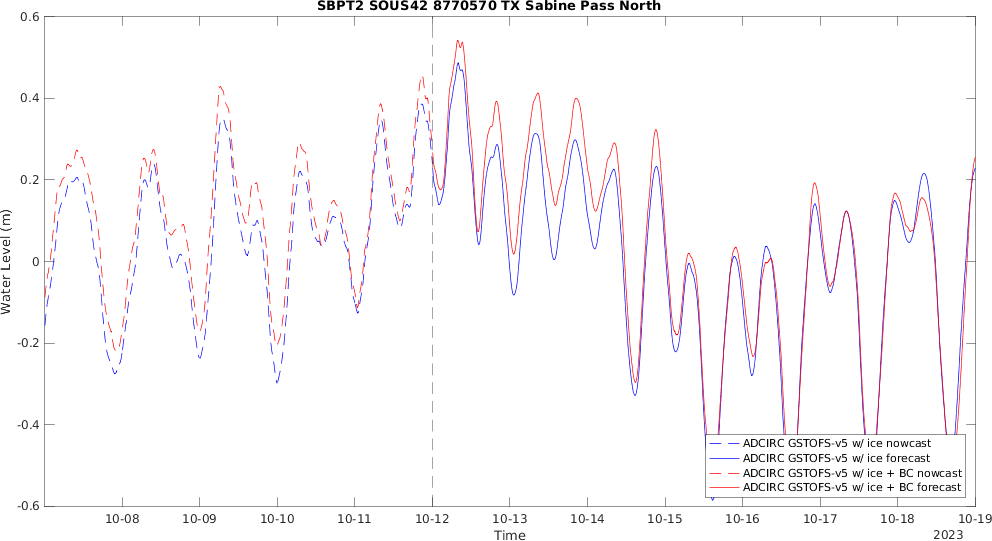 SBPT2 SOUS42 8770570 TX Sabine Pass North
0.6
0.4
0.2
0
-0.2
-0.4
-0.6
Water Level (m)
10-08
10-09
10-10
10-11
10-12
10-13
10-14
10-15
10-16
10-17
10-18
10-19
Time
2023
ADCIRC GSTOFS-v5 w/ ice nowcast
ADCIRC GSTOFS-v5 w/ ice forecast
ADCIRC GSTOFS-v5 w/ ice + BC nowcast
ADCIRC GSTOFS-v5 w/ ice + BC forecast